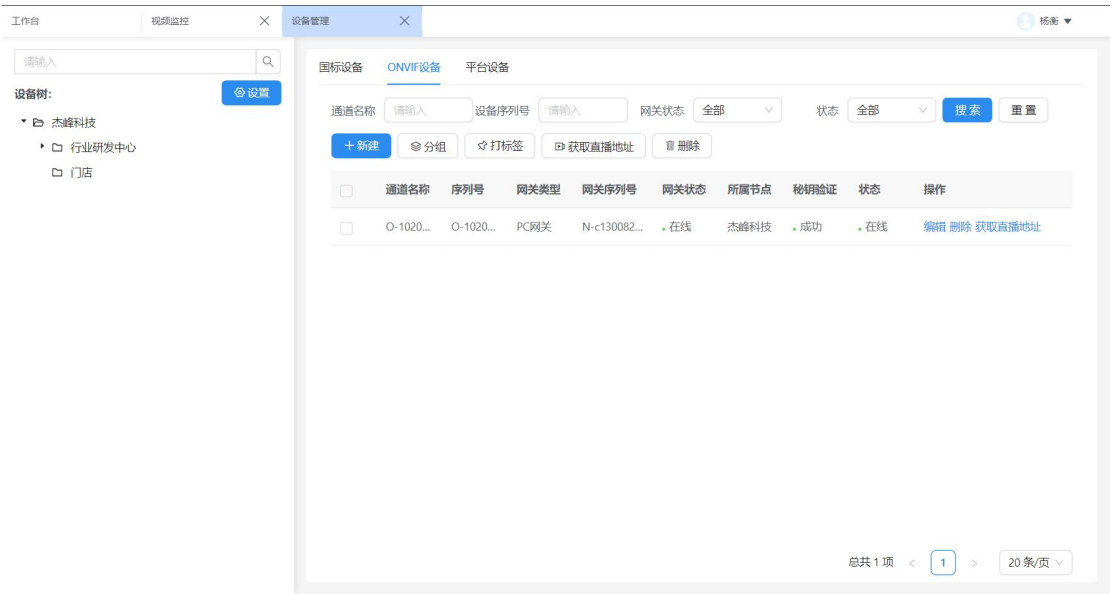 工作台 视频监控 设备管理 杨衡
请输入
设备树： 设置
杰峰科技
行业研发中心
门店
国标设备 ONVIF设备 平台设备
通道名称 请输入 设备序列号 请输入 网关状态 全部 状态 全部 搜索 重置
新建 分组 打标签 获取直播地址 删除
通道名称 序列号 网关类型 网关序列号 网关状态 所属节点 秘钥验证 状态 操作
O-1020... O-1020... PC网关 N-c130082... 在线 杰峰科技 成功 在线 编辑 删除 获取直播地址
总共 1 项 < 1 > 20 条/页